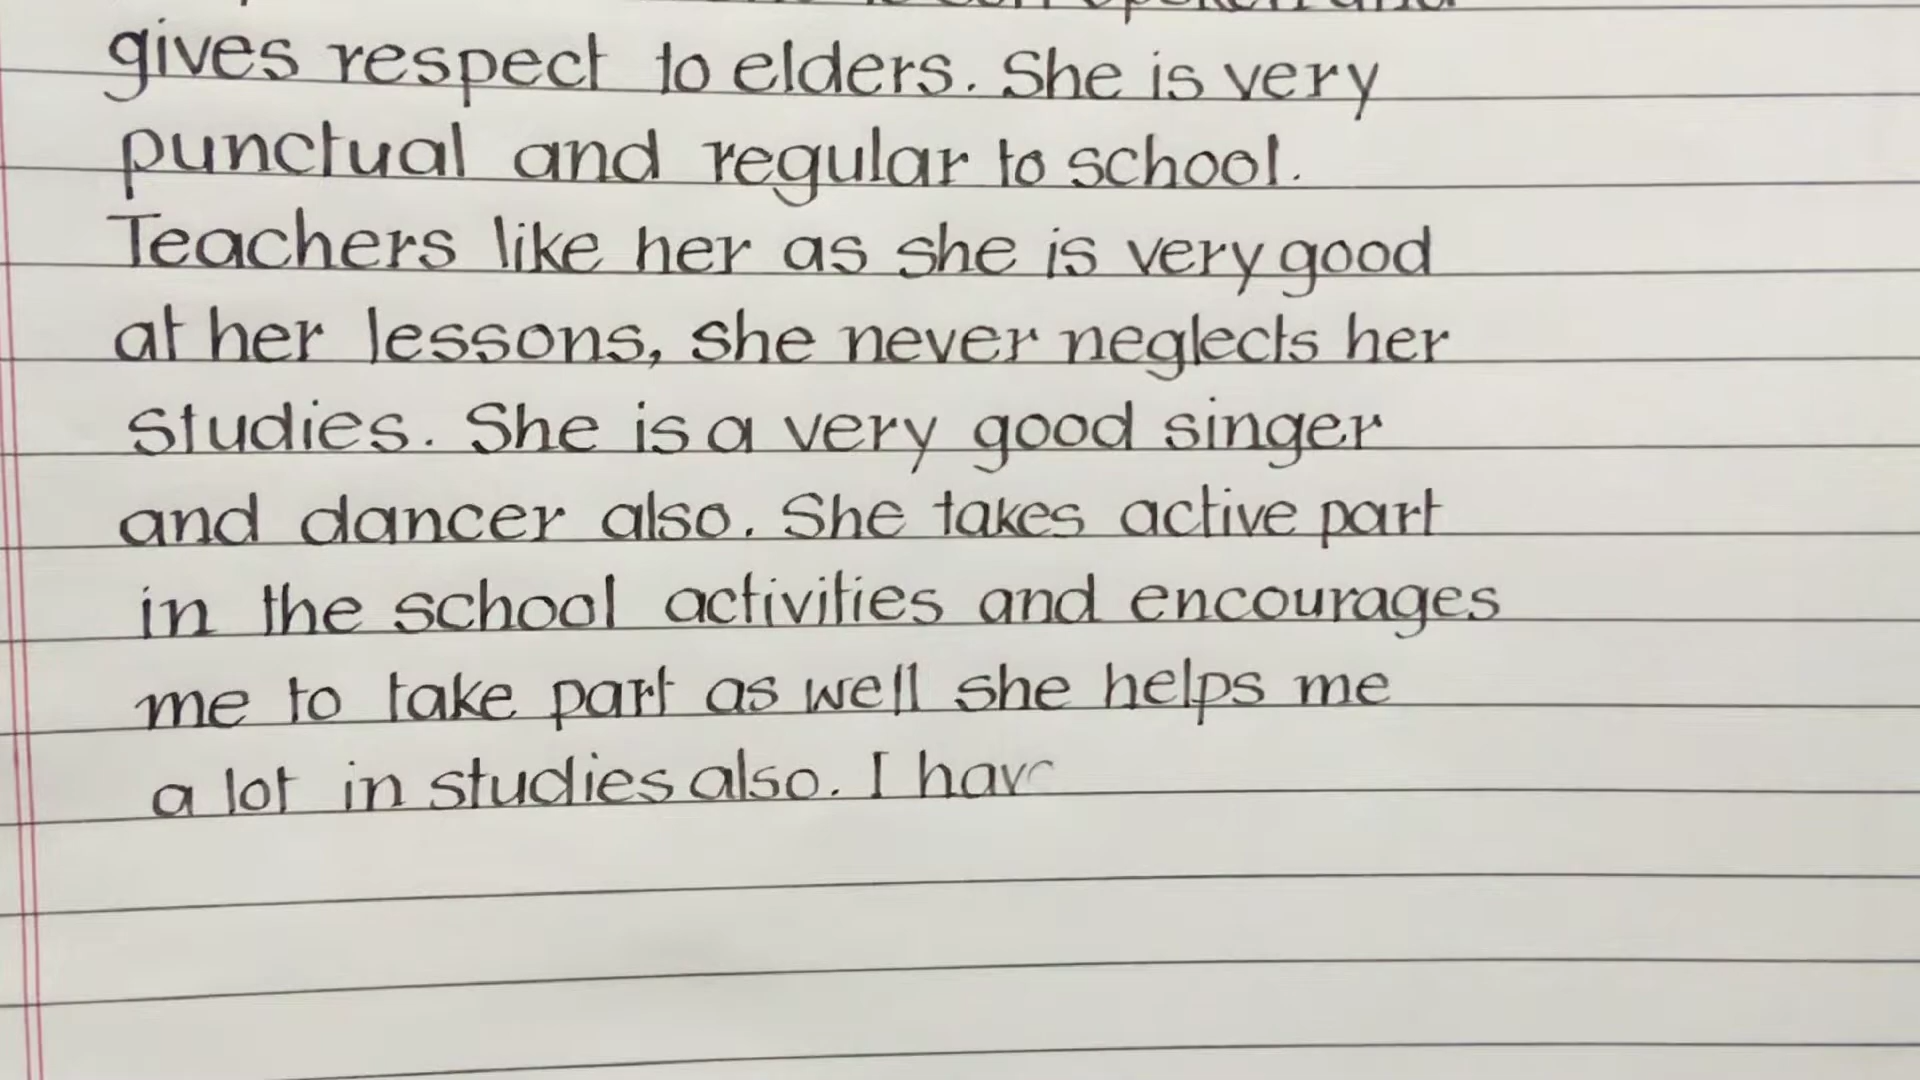 gives respect to elders. She is very
punctual and regular to school.
Teachers like her as she is very good
at her lessons, she never neglects her
studies. She is a very good singer
and dancer also. She takes active part
in the school activities and encourages
me to take part as well she helps me
a lot in studies also. I hav